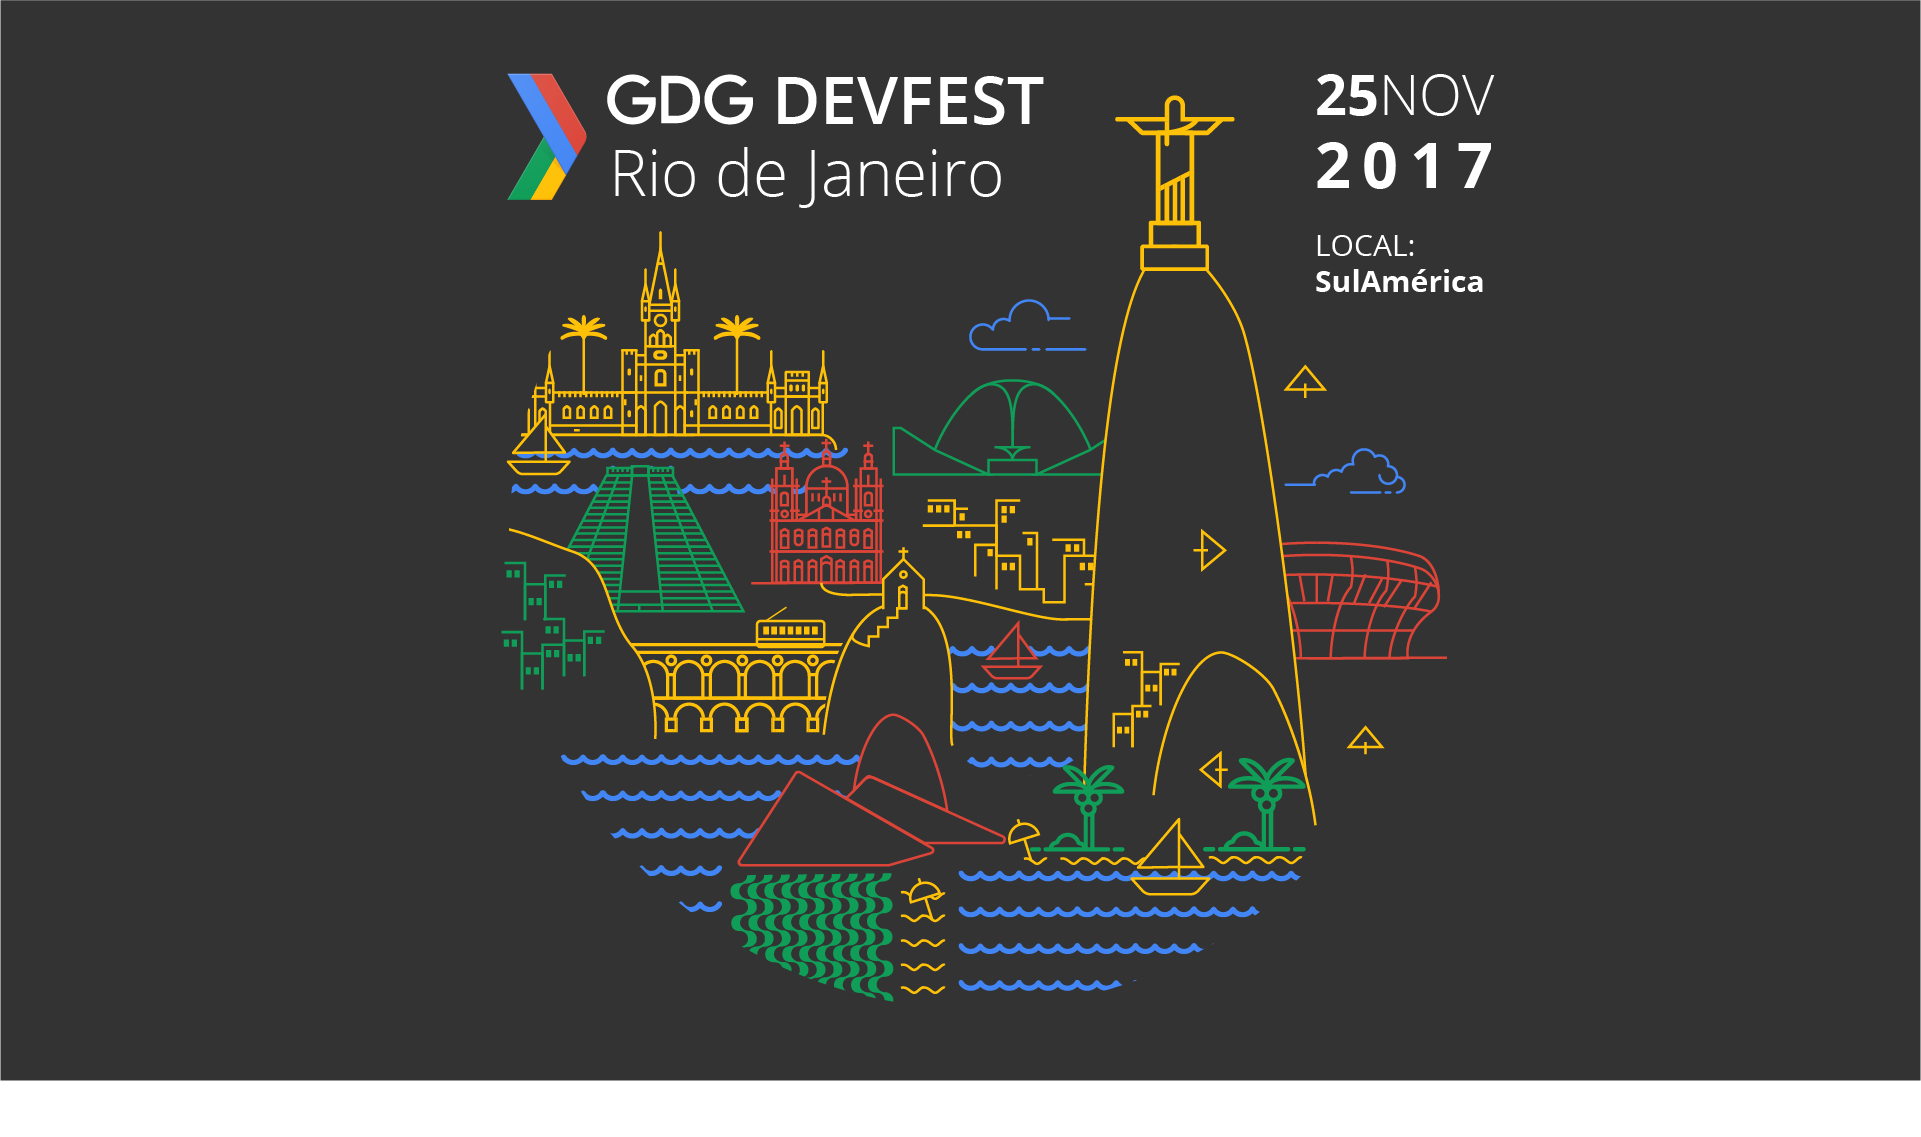 GDG DEVFEST
Rio de Janeiro
25NOV
2017
LOCAL:
SulAmérica